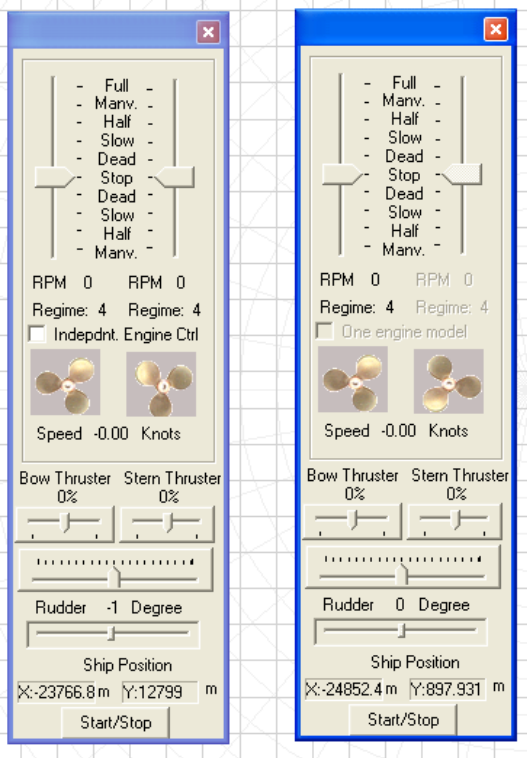 Full
Manv.
Half
Slow
Dead
Stop
Dead
Slow
Half
Manv.
RPM 0 RPM 0
Regime: 4 Regime: 4
Indepdnt. Engine Ctrl
Speed -0.00 Knots
Bow Thruster Stern Thruster
0% 0%
Rudder -1 Degree
Ship Position
X:-23766.8 m Y:12799 m
Start/Stop
Full
Manv.
Half
Slow
Dead
Stop
Dead
Slow
Half
Manv.
RPM 0 RPM 0
Regime: 4 Regime: 4
One engine model
Speed -0.00 Knots
Bow Thruster Stern Thruster
0% 0%
Rudder 0 Degree
Ship Position
X:-24852.4 m Y:897.931 m
Start/Stop